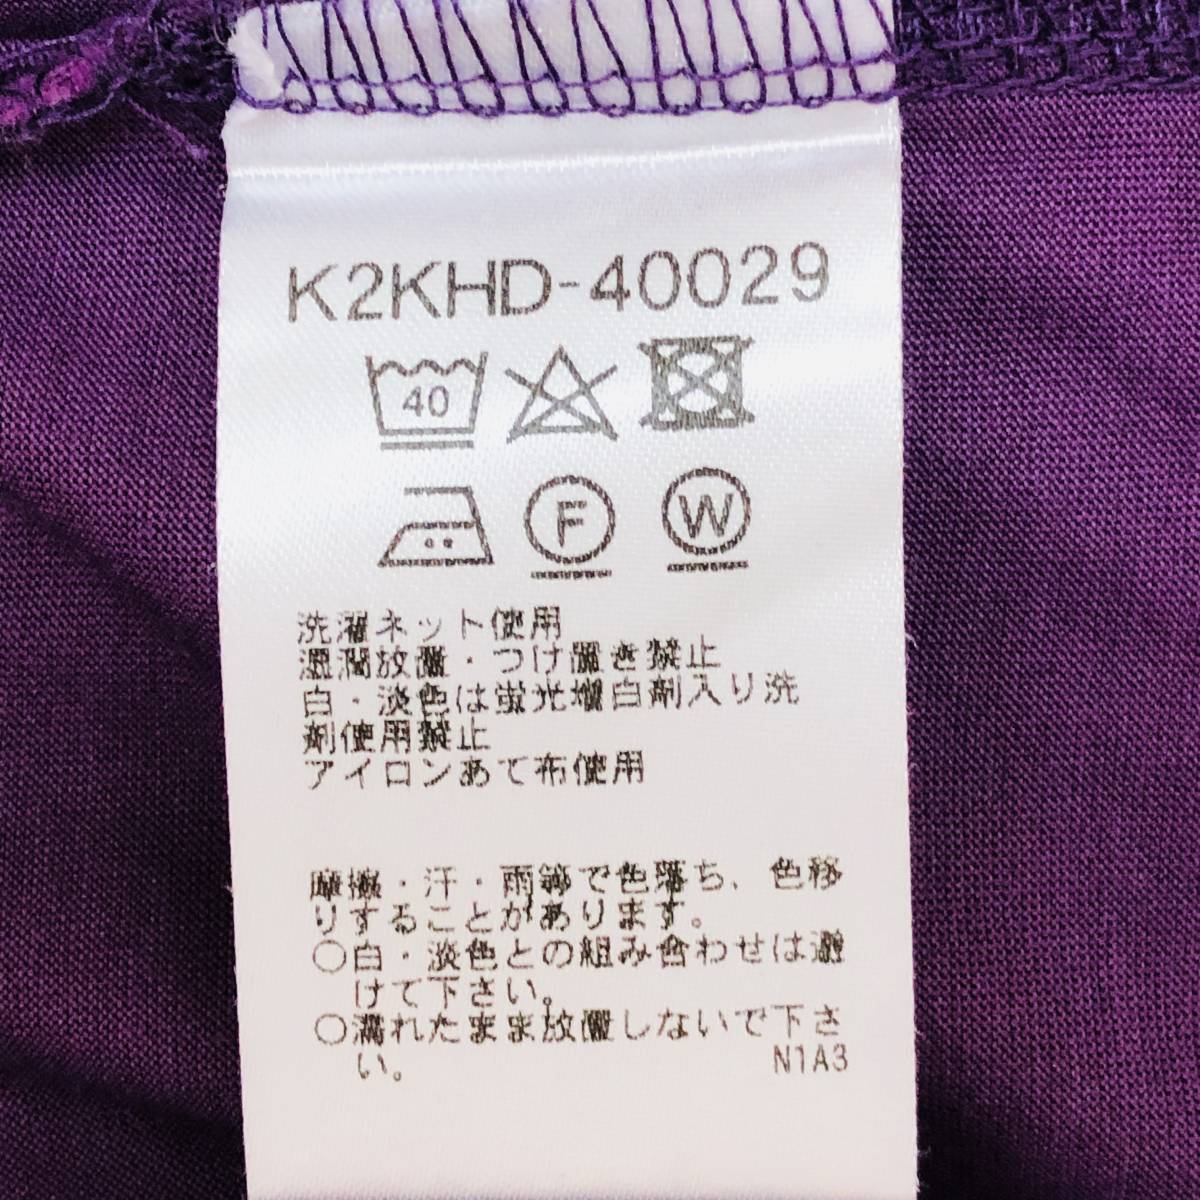 K2KHD-40029
40
F W
洗濯ネット使用
湿潤放置・つけ置き禁止
白・淡色は蛍光増白剤入り洗
剤使用禁止
アイロンあて布使用
摩擦・汗・雨等で色落ち、色移
りすることがあります。
○白・淡色との組み合わせは避
けて下さい。
○濡れたまま放置しないで下さ
い。
N1A3